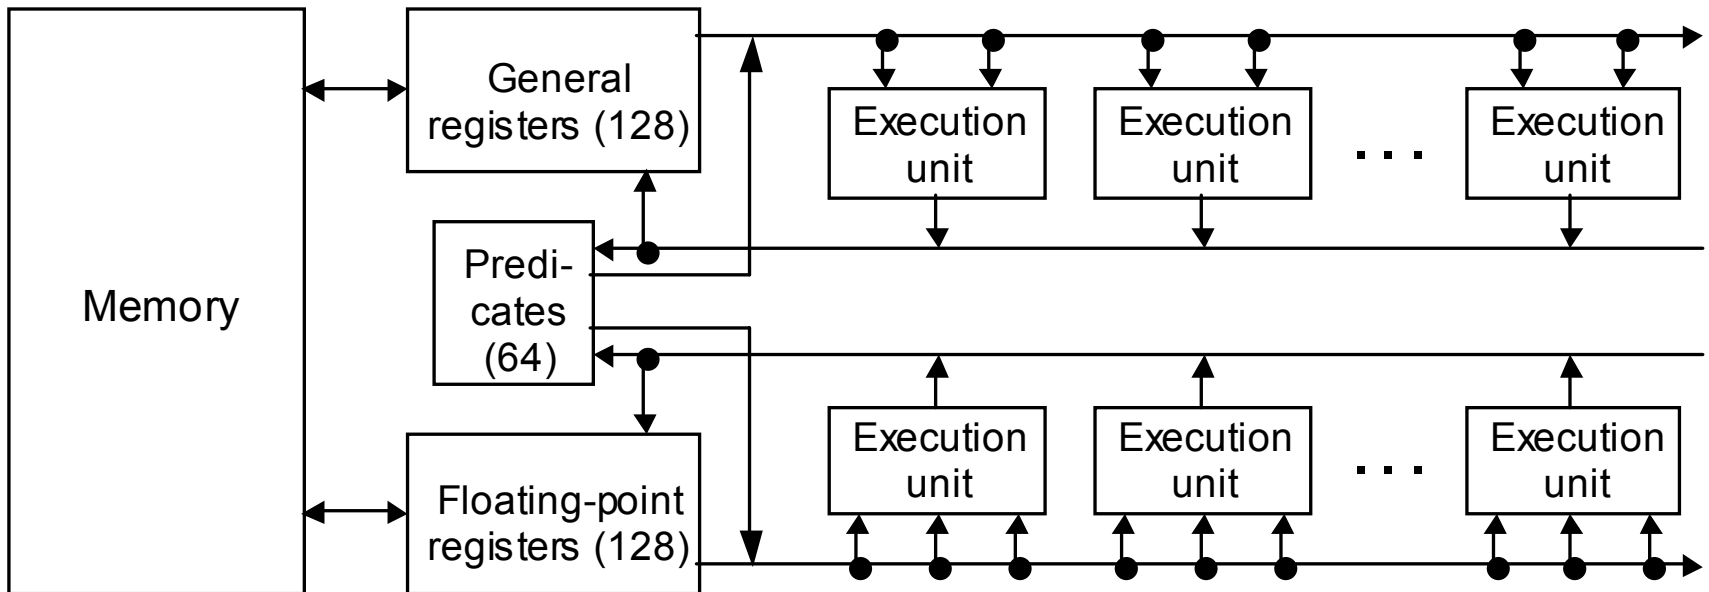 Memory
General
registers (128)
Predi-
cates
(64)
Floating-point
registers (128)
Execution
unit
Execution
unit
. . .
Execution
unit
Execution
unit
Execution
unit
. . .
Execution
unit